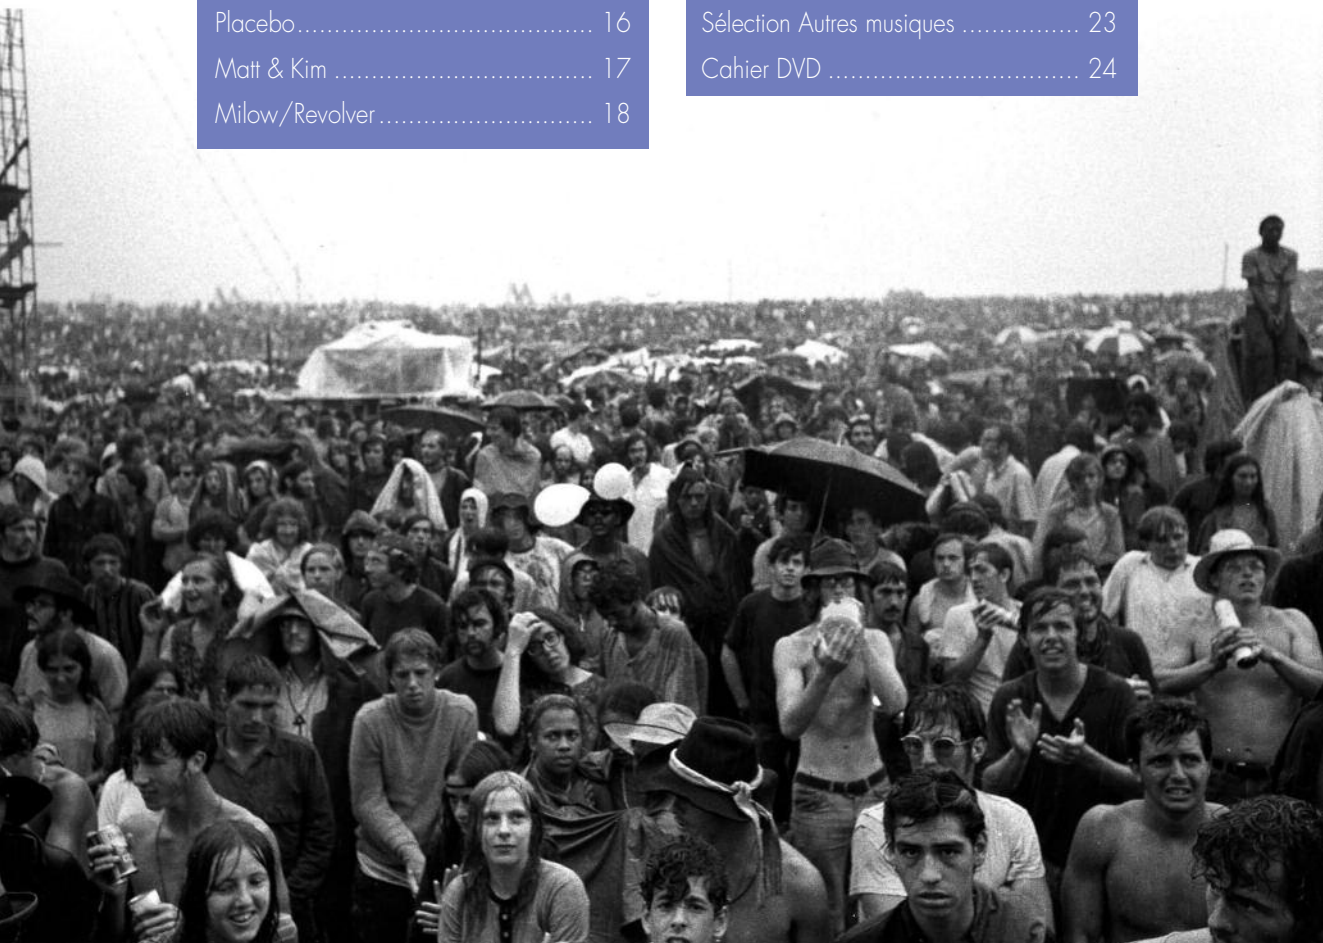 Placebo........................................ 16
Matt & Kim ................................... 17
Milow/Revolver............................. 18
Sélection Autres musiques ................ 23
Cahier DVD .................................. 24